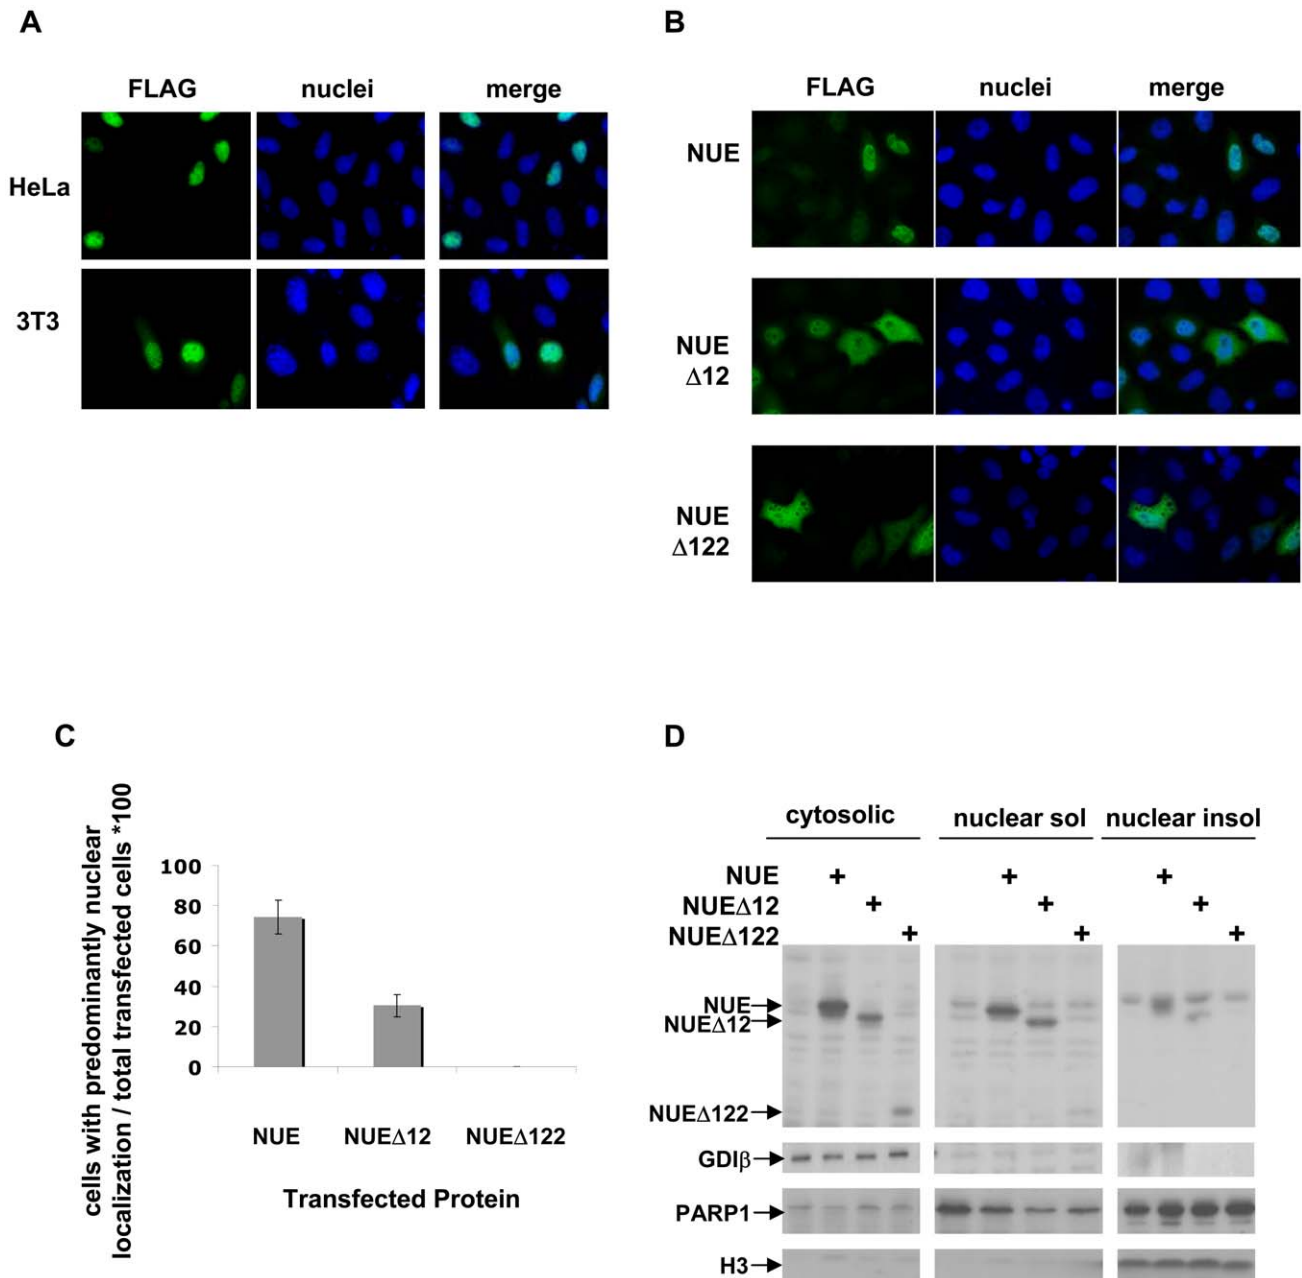 A
FLAG nuclei merge
HeLa
3T3
B
FLAG nuclei merge
NUE
NUE
Δ12
NUE
Δ122
C
cells with predominantly nuclear
localization / total transfected cells *100
100
80
60
40
20
0
NUE NUEΔ12 NUEΔ122
Transfected Protein
D
cytosolic nuclear sol nuclear insol
NUE + + +
NUEΔ12 + + +
NUEΔ122 + + +
NUE
NUEΔ12
NUEΔ122
GDIβ
PARP1
H3